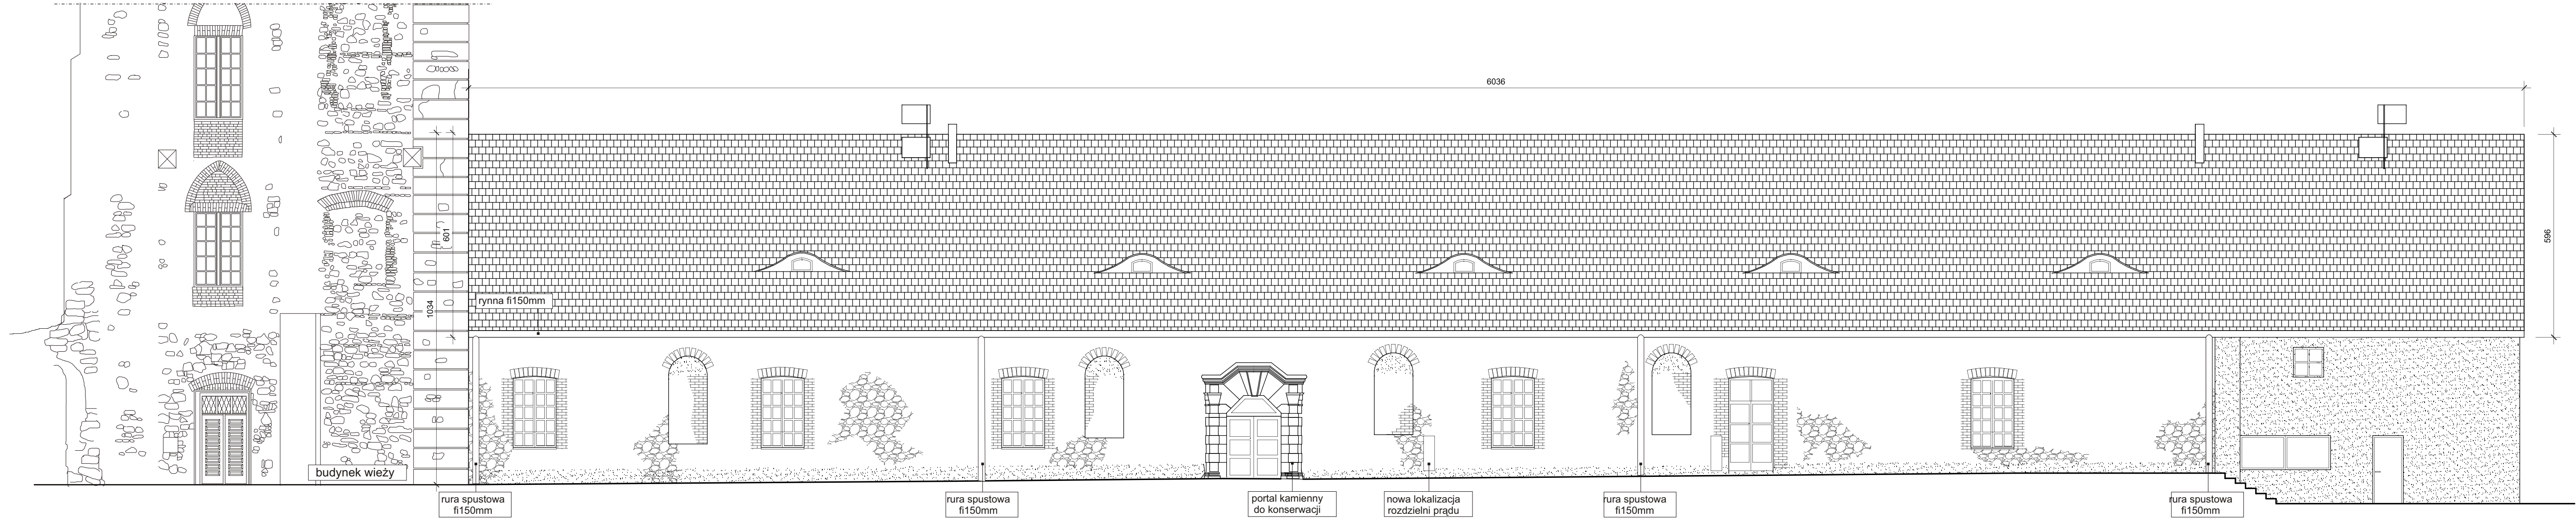 6036
601
596
rynna fi150mm
1034
budynek wieży
rura spustowa
fi150mm
rura spustowa
fi150mm
portal kamienny
do konserwacji
nowa lokalizacja
rozdzielni prądu
rura spustowa
fi150mm
rura spustowa
fi150mm